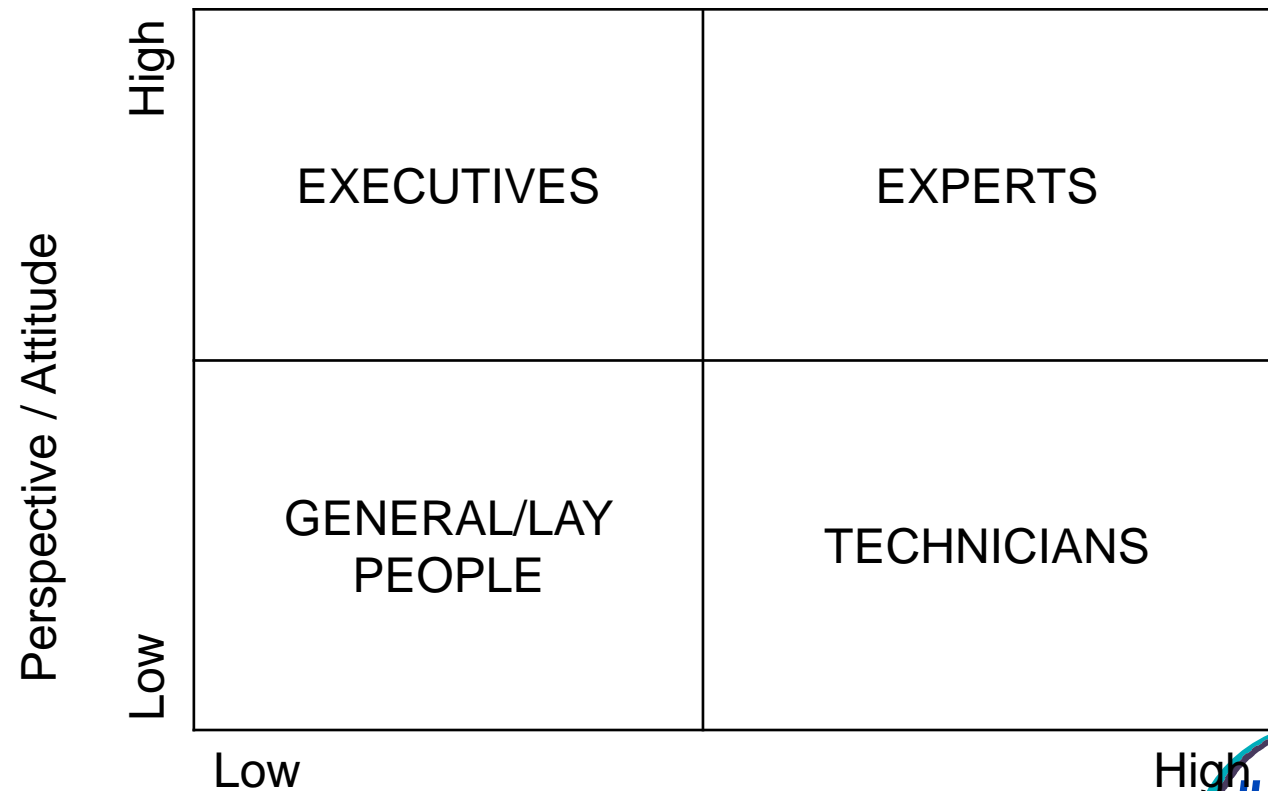 High
EXECUTIVES
EXPERTS
Perspective / Attitude
GENERAL/LAY
PEOPLE
TECHNICIANS
Low
Low
High